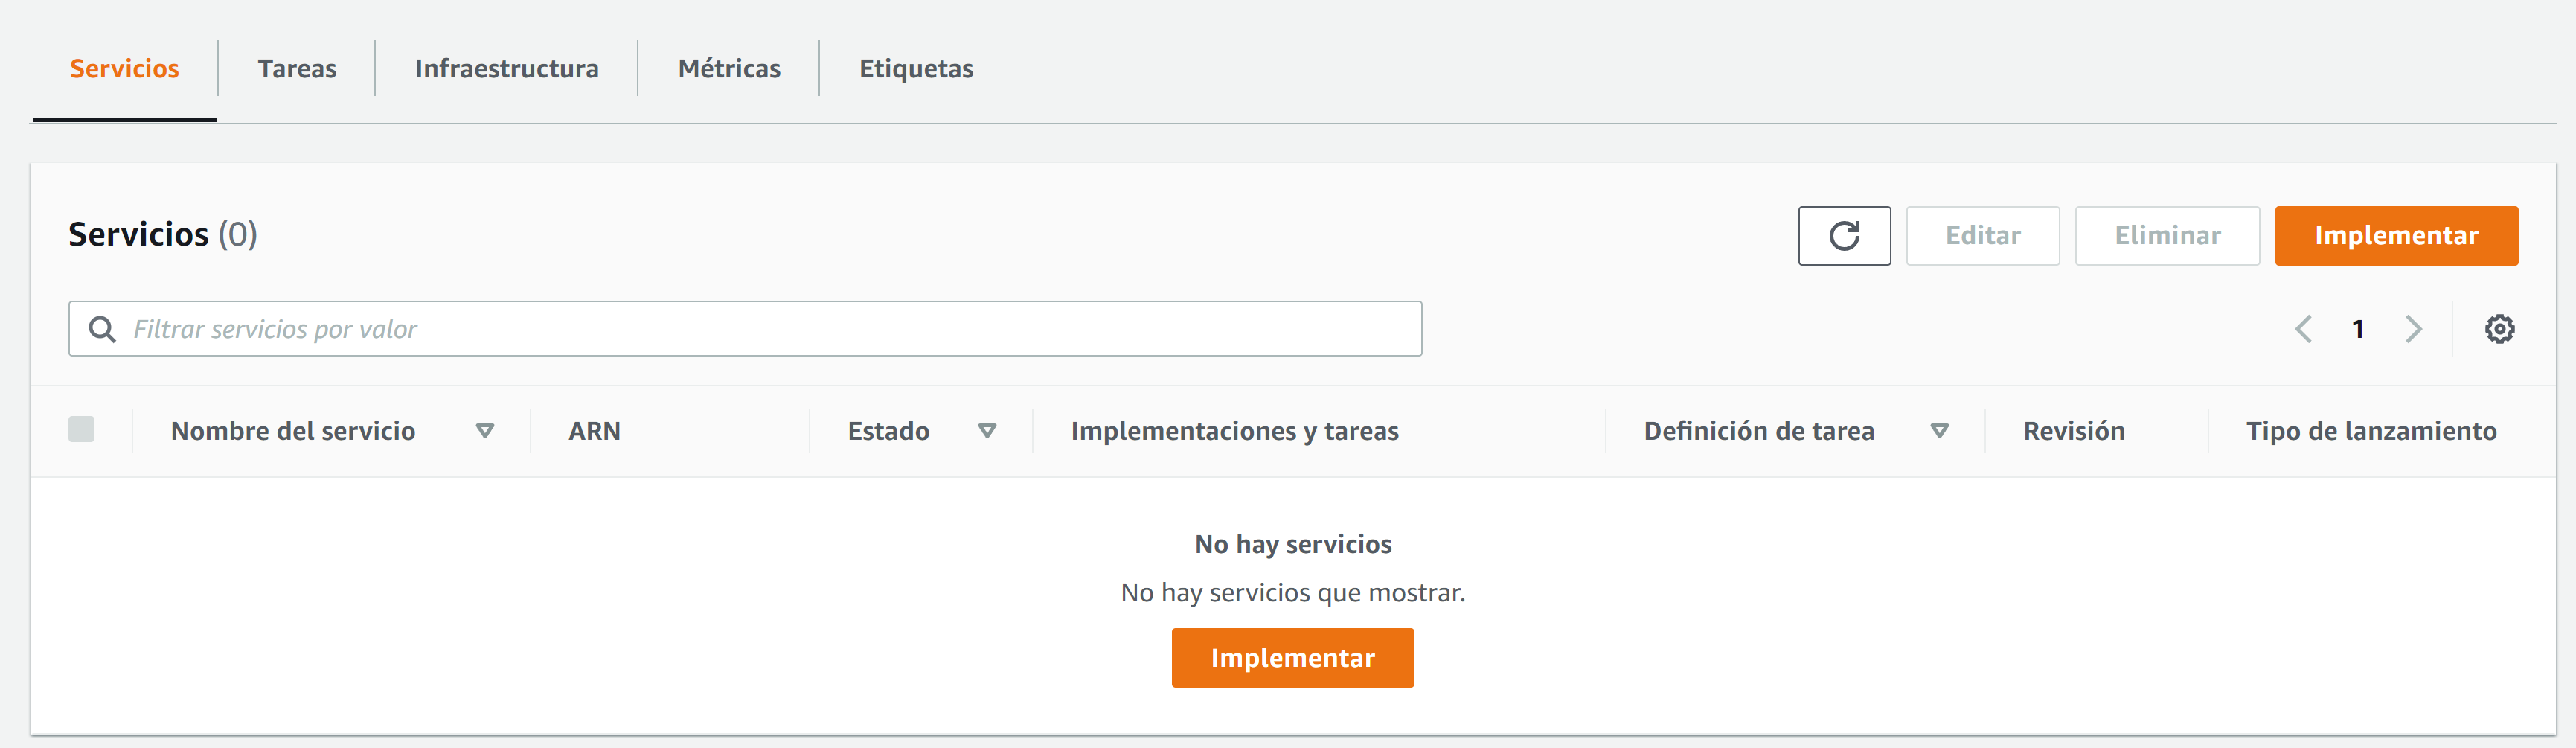 Servicios
Tareas
Infraestructura
Métricas
Etiquetas
Servicios (0)
Editar
Eliminar
Implementar
Filtrar servicios por valor
1
Nombre del servicio
ARN
Estado
Implementaciones y tareas
Definición de tarea
Revisión
Tipo de lanzamiento
No hay servicios
No hay servicios que mostrar.
Implementar